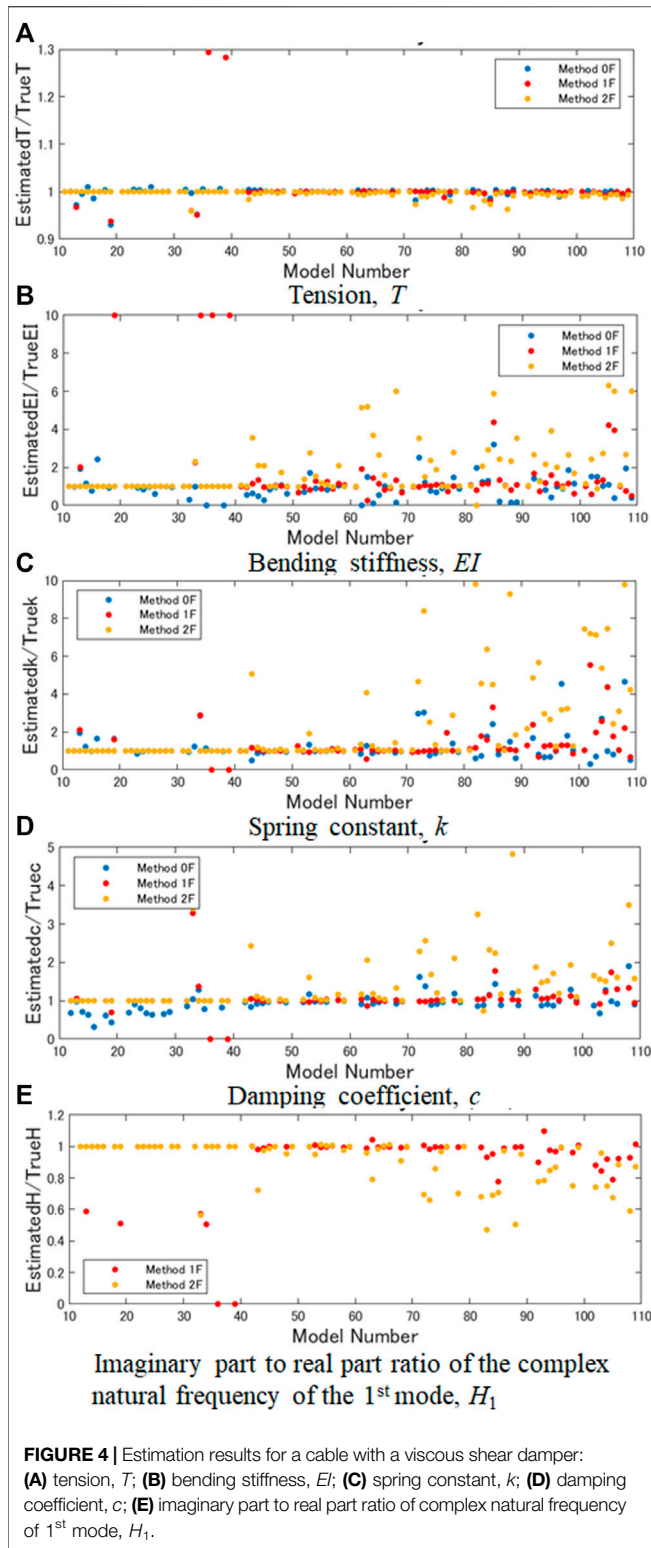 A
1.3
1.2
1.1
1
0.9
EstimatedT/TrueT
Method 0F
Method 1F
Method 2F
10 20 30 40 50 60 70 80 90 100 110
Model Number
Tension, T
B
10
8
6
4
2
0
EstimatedEI/TrueEI
Method 0F
Method 1F
Method 2F
10 20 30 40 50 60 70 80 90 100 110
Model Number
Bending stiffness, EI
C
10
8
6
4
2
0
Estimatedk/Truek
Method 0F
Method 1F
Method 2F
10 20 30 40 50 60 70 80 90 100 110
Model Number
Spring constant, k
D
5
4
3
2
1
0
Estimatedc/Truec
Method 0F
Method 1F
Method 2F
10 20 30 40 50 60 70 80 90 100 110
Model Number
Damping coefficient, c
E
1.2
1
0.8
0.6
0.4
0.2
0
EstimatedH/TrueH
Method 1F
Method 2F
10 20 30 40 50 60 70 80 90 100 110
Model Number
Imaginary part to real part ratio of the complex
natural frequency of the 1st mode, H1
FIGURE 4 | Estimation results for a cable with a viscous shear damper:
(A) tension, T; (B) bending stiffness, EI; (C) spring constant, k; (D) damping
coefficient, c; (E) imaginary part to real part ratio of complex natural frequency
of 1st mode, H1.